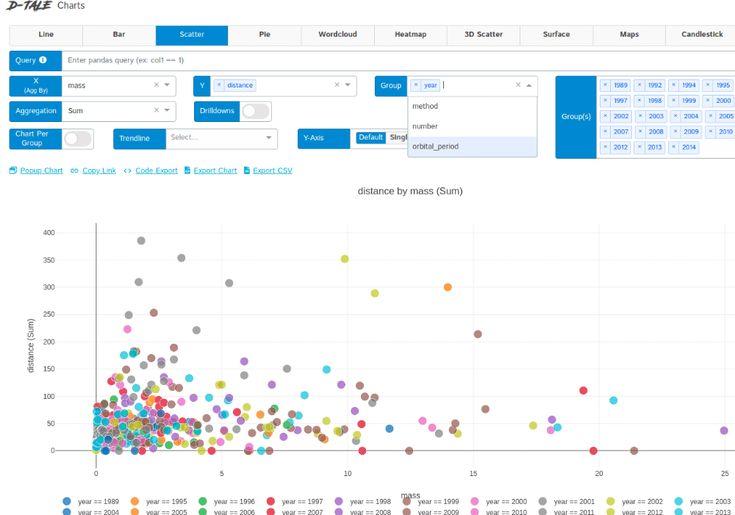 D-TALE Charts
Line Bar Scatter Pie Wordcloud Heatmap 3D Scatter Surface Maps Candlestick
Query Enter pandas query (ex: col1 == 1)
X (Agg By) mass × Y × distance × Group × year ×
Aggregation Sum × Drilldowns
Chart Per Group Trendline Select... Y-Axis Default Singl
method
number
orbital_period
Group(s)
× 1989 × 1992 × 1994 × 1995
× 1997 × 1998 × 1999 × 2000
× 2002 × 2003 × 2004 × 2005
× 2007 × 2008 × 2009 × 2010
× 2012 × 2013 × 2014
Popup Chart Copy Link Code Export Export Chart Export CSV
distance by mass (Sum)
distance (Sum)
400
350
300
250
200
150
100
50
0
0 5 10 15 20 25
mass
year == 1989 year == 1995 year == 1996 year == 1997 year == 1998 year == 1999 year == 2000 year == 2001 year == 2002 year == 2003
year == 2004 year == 2005 year == 2006 year == 2007 year == 2008 year == 2009 year == 2010 year == 2011 year == 2012 year == 2013